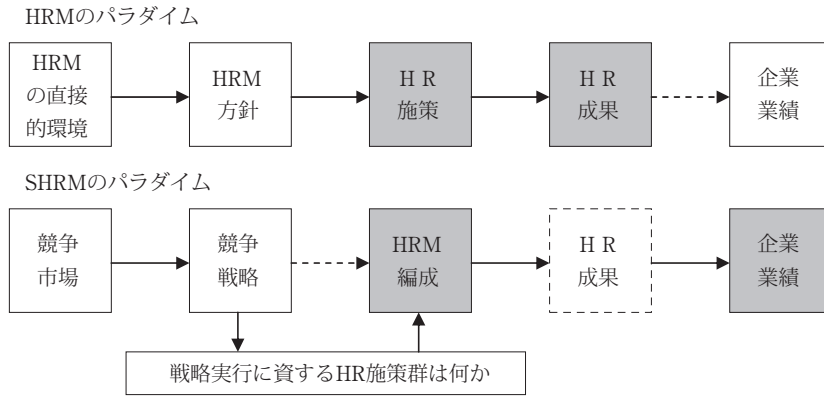 HRMのパラダイム
HRM
の直接
的環境
HRM
方針
H R
施策
H R
成果
企業
業績
SHRMのパラダイム
競争
市場
競争
戦略
HRM
編成
H R
成果
企業
業績
戦略実行に資するHR施策群は何か